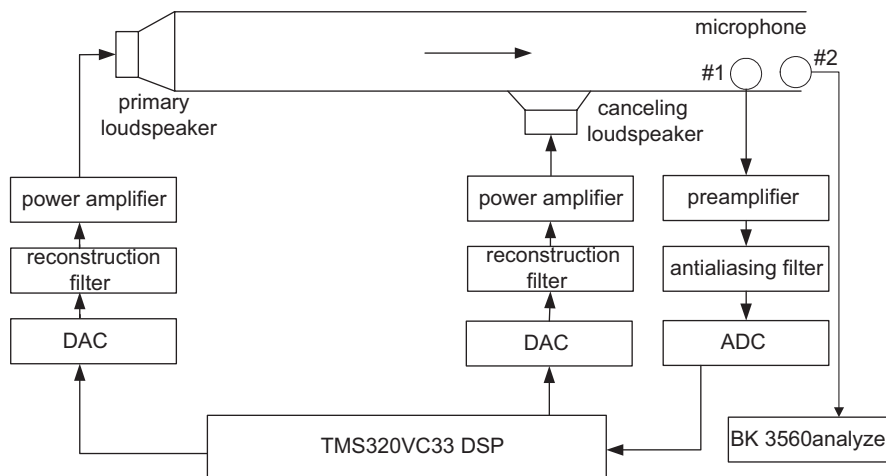 microphone
#1
#2
primary
loudspeaker
canceling
loudspeaker
power amplifier
power amplifier
preamplifier
reconstruction
filter
reconstruction
filter
antialiasing filter
DAC
DAC
ADC
TMS320VC33 DSP
BK 3560analyze